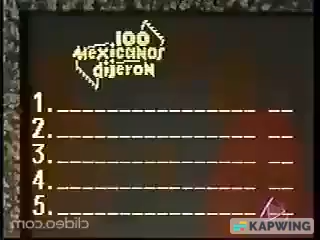 100
MEXICANOS
dijERON
1. _ _ _ _ _ _ _ _ _ _ _ _ _ _ _ _
2. _ _ _ _ _ _ _ _ _ _ _ _ _ _ _ _
3. _ _ _ _ _ _ _ _ _ _ _ _ _ _ _ _
4. _ _ _ _ _ _ _ _ _ _ _ _ _ _ _ _
5. _ _ _ _ _ _ _ _ _ _ _ _ _ _ _ _
clideo.com
KAPWING